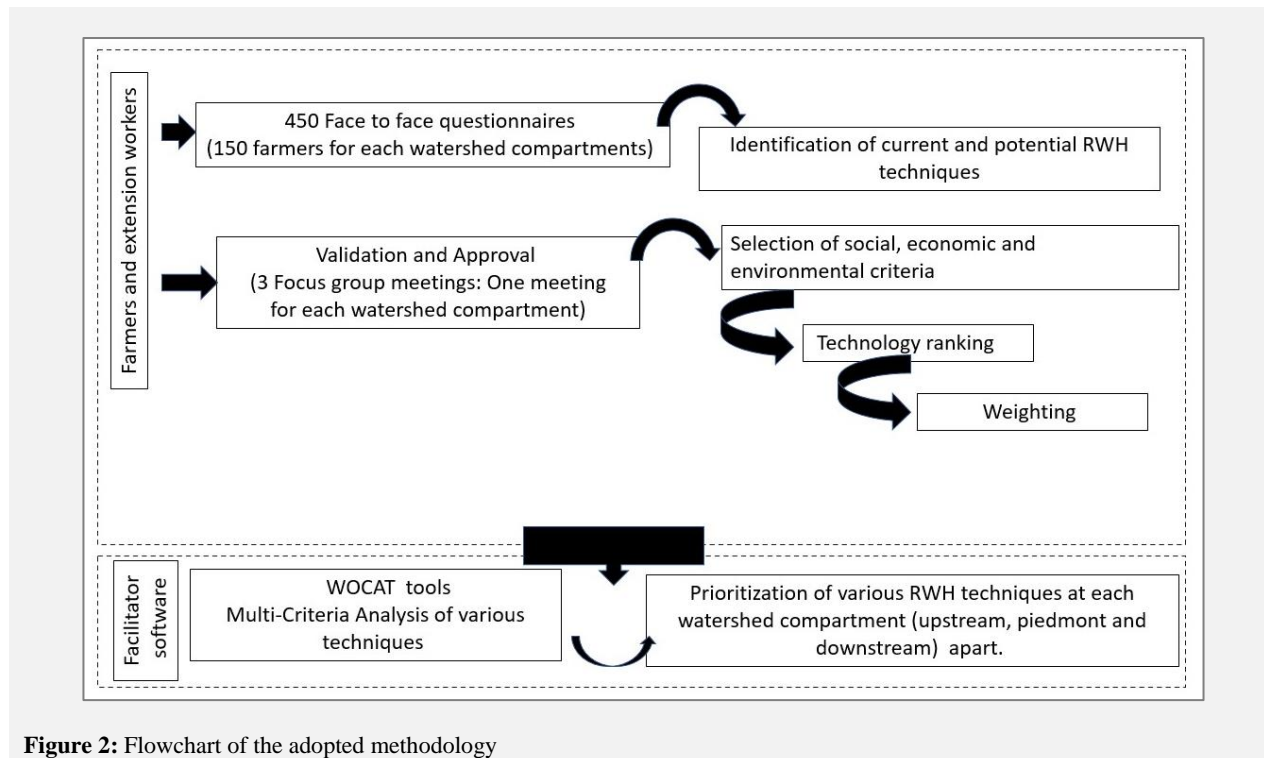 Farmers and extension workers
450 Face to face questionnaires
(150 farmers for each watershed compartments)
Identification of current and potential RWH
techniques
Validation and Approval
(3 Focus group meetings: One meeting
for each watershed compartment)
Selection of social, economic and
environmental criteria
Technology ranking
Weighting
Facilitator
software
WOCAT tools
Multi-Criteria Analysis of various
techniques
Prioritization of various RWH techniques at each
watershed compartment (upstream, piedmont and
downstream) apart.
Figure 2: Flowchart of the adopted methodology